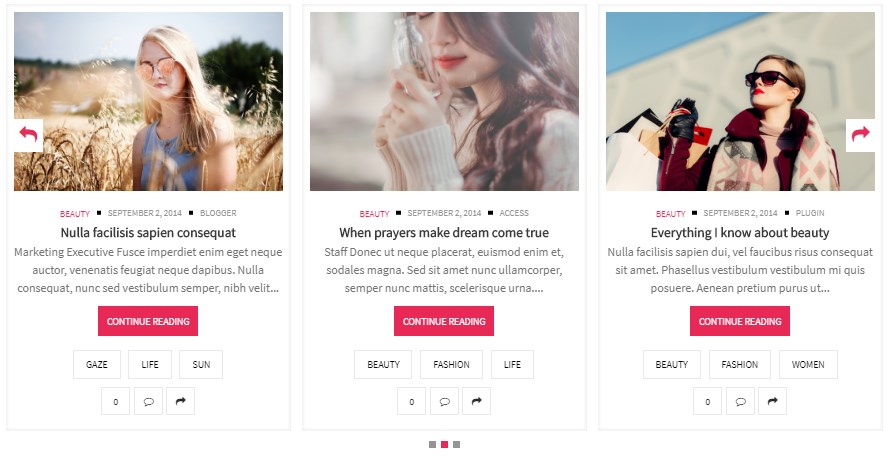 BEAUTY SEPTEMBER 2, 2014 BLOGGER
Nulla facilisis sapien consequat
Marketing Executive Fusce imperdiet enim eget neque
auctor, venenatis feugiat neque dapibus. Nulla
consequat, nunc sed vestibulum semper, nibh velit...
CONTINUE READING
GAZE LIFE SUN
0
BEAUTY SEPTEMBER 2, 2014 ACCESS
When prayers make dream come true
Staff Donec ut neque placerat, euismod enim et,
sodales magna. Sed sit amet nunc ullamcorper,
semper nunc mattis, scelerisque urna....
CONTINUE READING
BEAUTY FASHION LIFE
0
BEAUTY SEPTEMBER 2, 2014 PLUGIN
Everything I know about beauty
Nulla facilisis sapien dui, vel faucibus risus consequat
sit amet. Phasellus vestibulum vestibulum mi quis
posuere. Aenean pretium purus ut...
CONTINUE READING
BEAUTY FASHION WOMEN
0